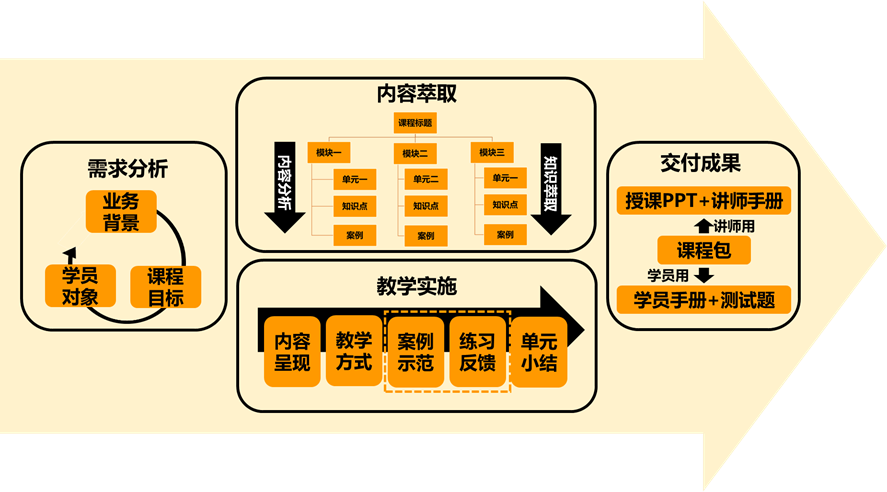 需求分析
业务
背景
学员
对象
课程
目标
内容萃取
课程标题
内容分析
模块一
模块二
模块三
单元一
单元二
单元一
知识点
知识点
知识点
案例
案例
案例
知识萃取
教学实施
内容
呈现
教学
方式
案例
示范
练习
反馈
单元
小结
交付成果
授课PPT+讲师手册
讲师用
课程包
学员用
学员手册+测试题